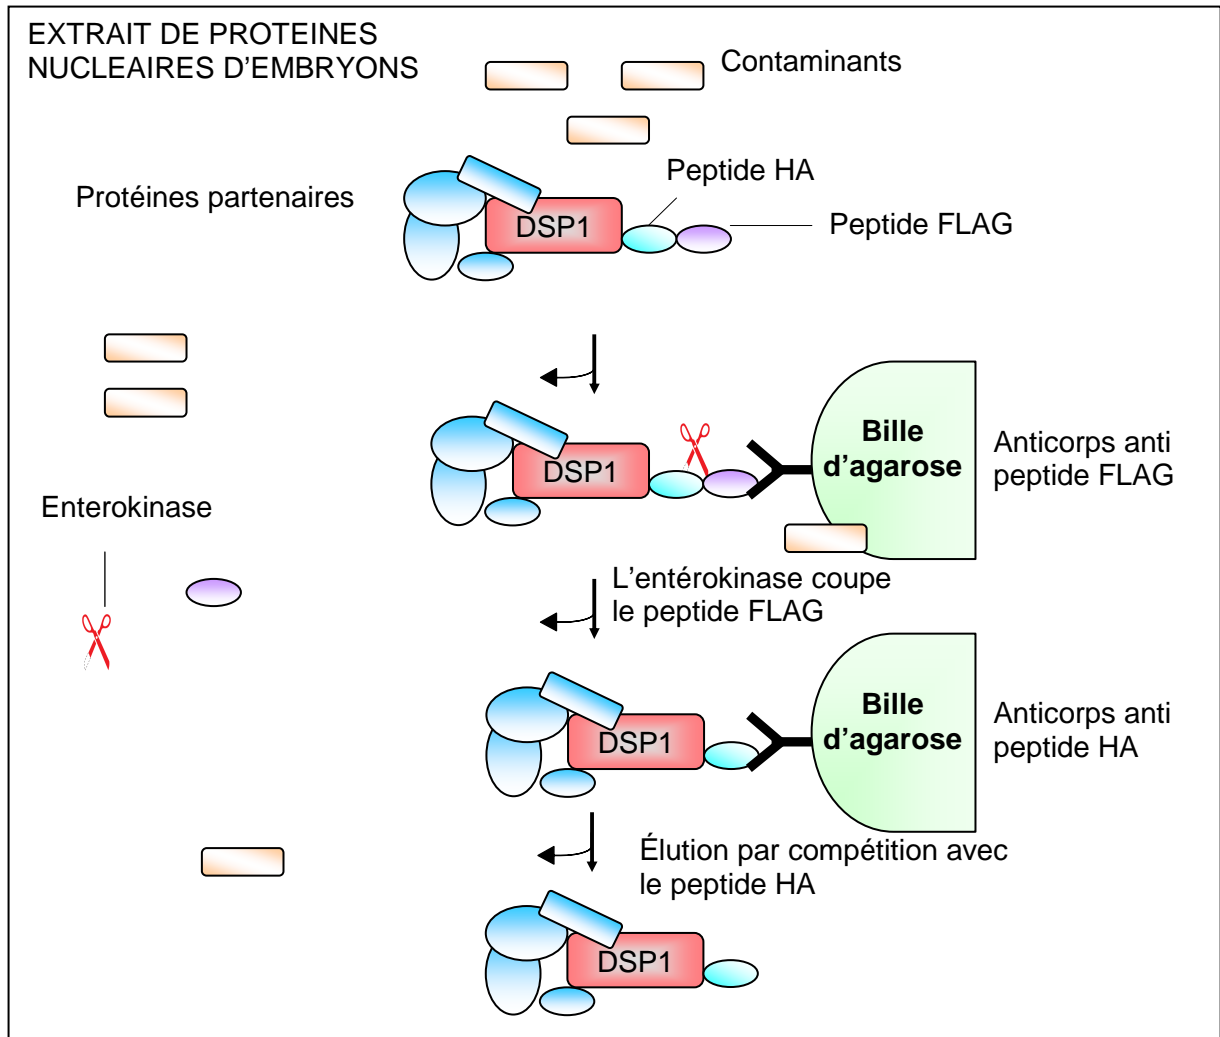 EXTRAIT DE PROTEINES
NUCLEAIRES D'EMBRYONS
Contaminants
Peptide HA
Protéines partenaires
DSP1
Peptide FLAG
DSP1
Bille
d'agarose
Anticorps anti
peptide FLAG
Enterokinase
L'entérokinase coupe
le peptide FLAG
DSP1
Bille
d'agarose
Anticorps anti
peptide HA
Élution par compétition avec
le peptide HA
DSP1